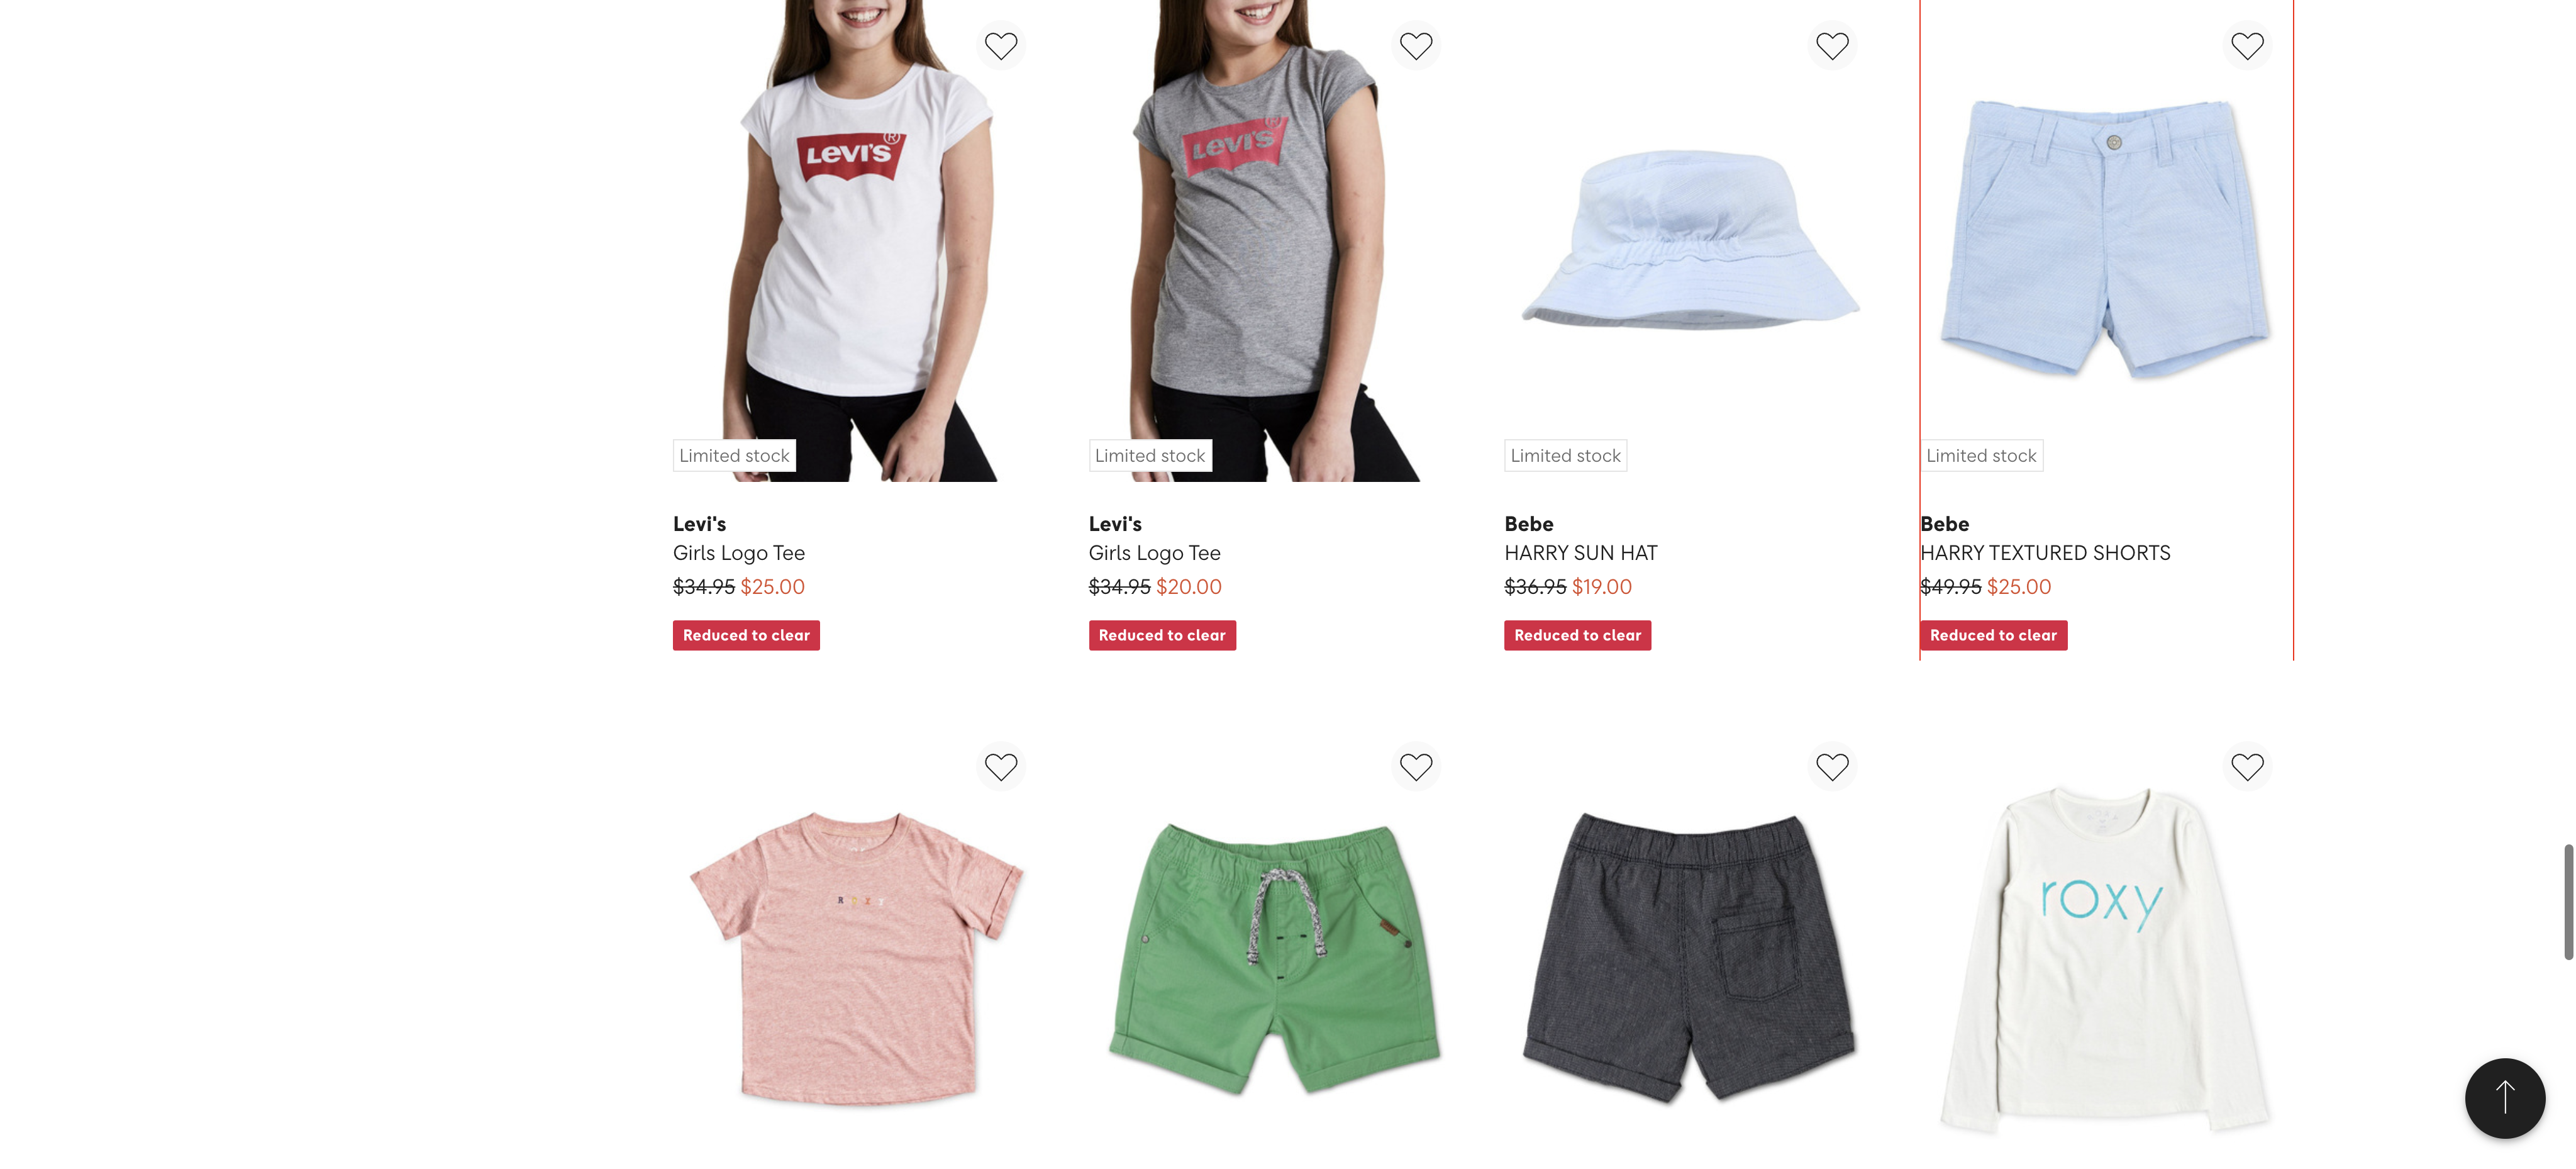 LEVI'S ®
LEVI'S ®
Limited stock
Limited stock
Limited stock
Limited stock
Levi's
Girls Logo Tee
$34.95 $25.00
Reduced to clear
Levi's
Girls Logo Tee
$34.95 $20.00
Reduced to clear
Bebe
HARRY SUN HAT
$36.95 $19.00
Reduced to clear
Bebe
HARRY TEXTURED SHORTS
$49.95 $25.00
Reduced to clear
ROXY
roxy